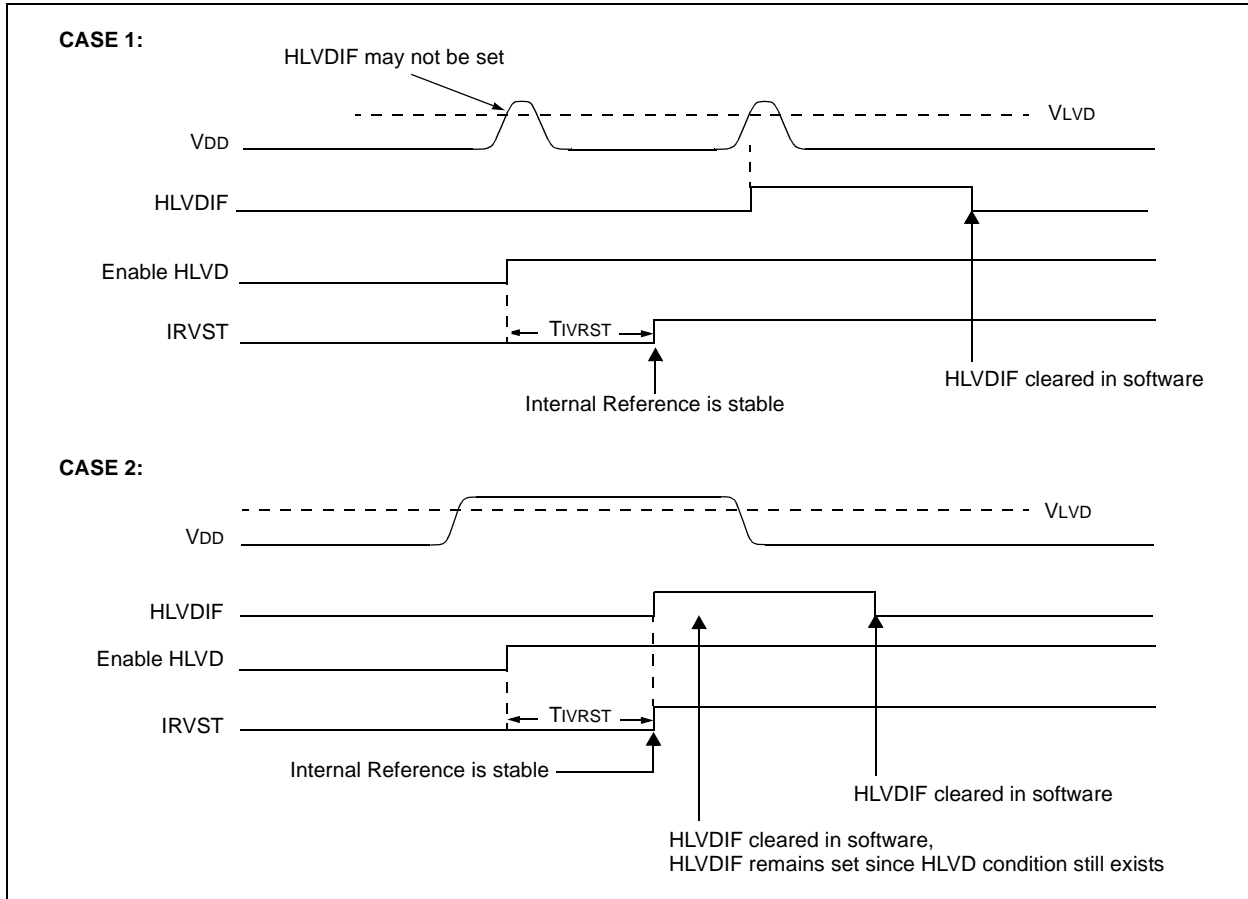 CASE 1:
HLVDIF may not be set
VLVD
VDD
HLVDIF
Enable HLVD
TIVRST
IRVST
HLVDIF cleared in software
Internal Reference is stable
CASE 2:
VLVD
VDD
HLVDIF
Enable HLVD
TIVRST
IRVST
Internal Reference is stable
HLVDIF cleared in software
HLVDIF cleared in software,
HLVDIF remains set since HLVD condition still exists